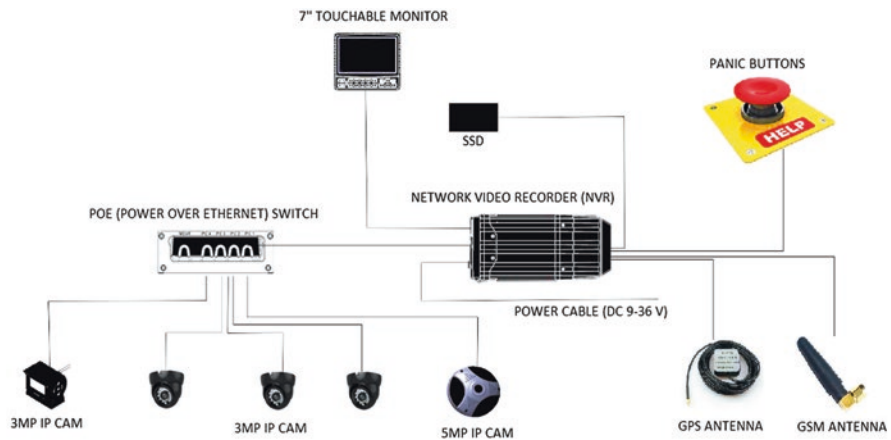 7" TOUCHABLE MONITOR
PANIC BUTTONS
SSD
HELP
NETWORK VIDEO RECORDER (NVR)
POE (POWER OVER ETHERNET) SWITCH
POWER CABLE (DC 9-36 V)
3MP IP CAM
3MP IP CAM
5MP IP CAM
GPS ANTENNA
GSM ANTENNA